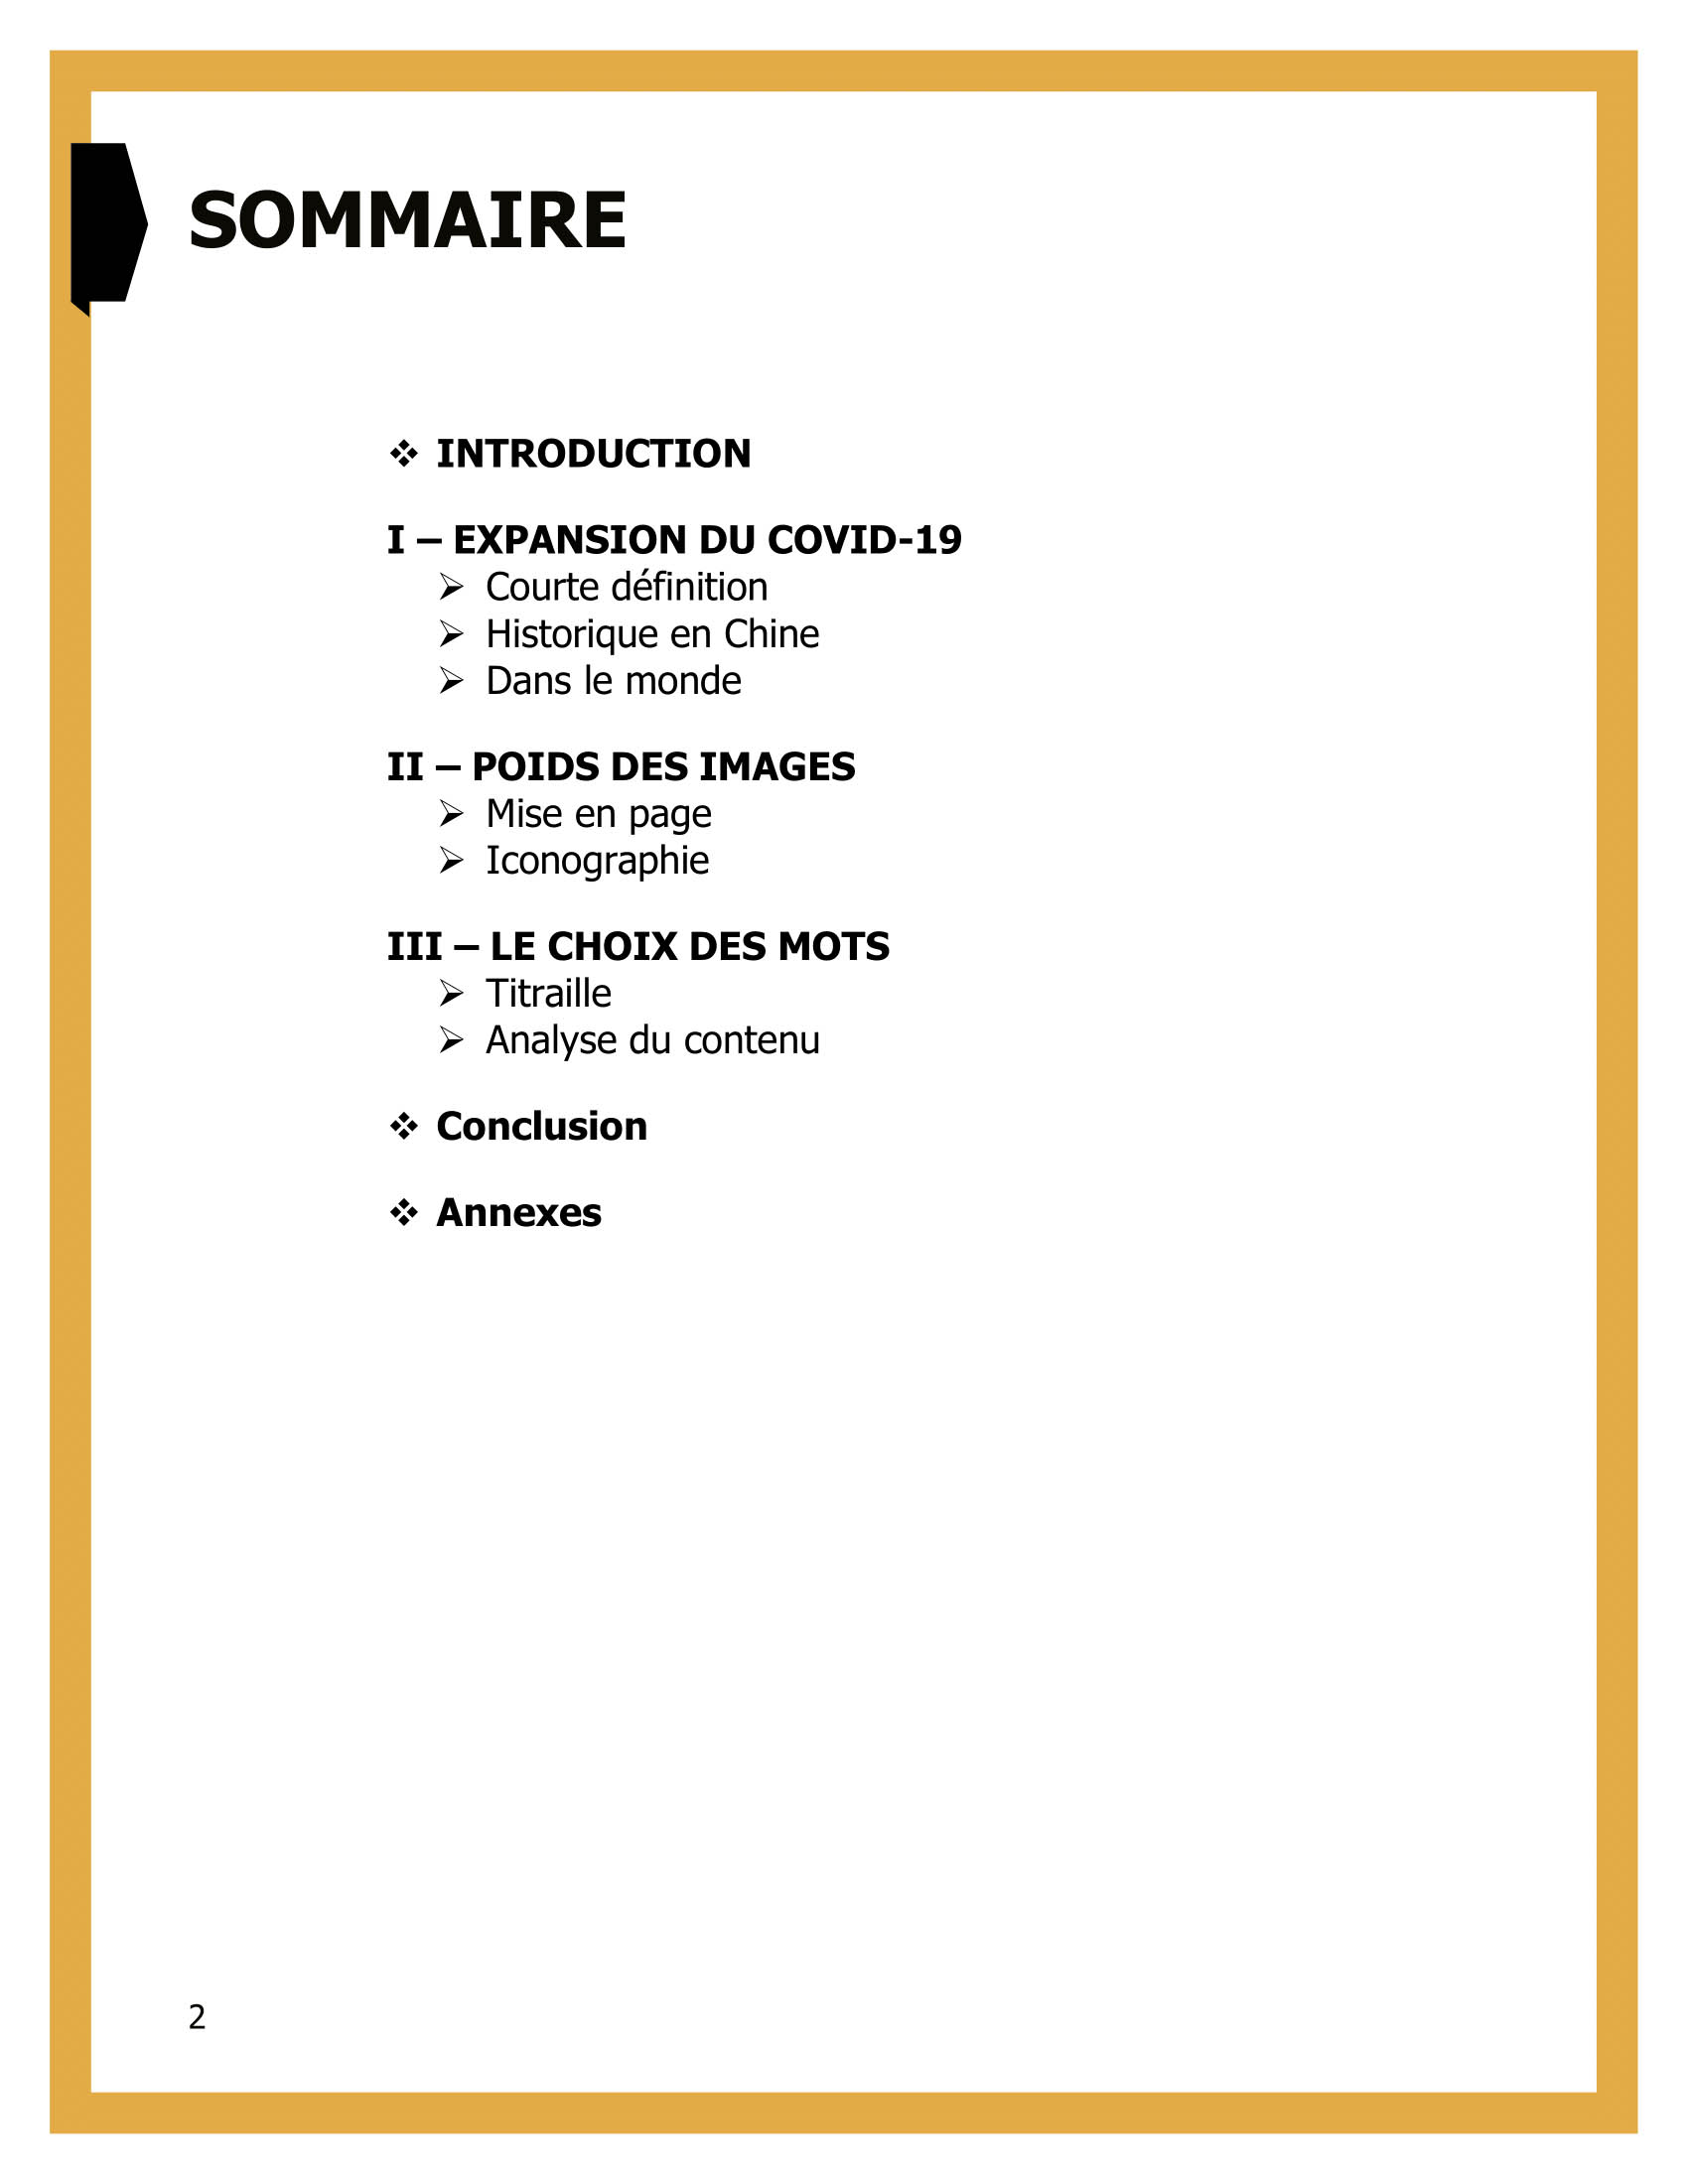 SOMMAIRE
❖ INTRODUCTION
I – EXPANSION DU COVID-19
➢ Courte définition
➢ Historique en Chine
➢ Dans le monde
II – POIDS DES IMAGES
➢ Mise en page
➢ Iconographie
III – LE CHOIX DES MOTS
➢ Titraille
➢ Analyse du contenu
❖ Conclusion
❖ Annexes
2